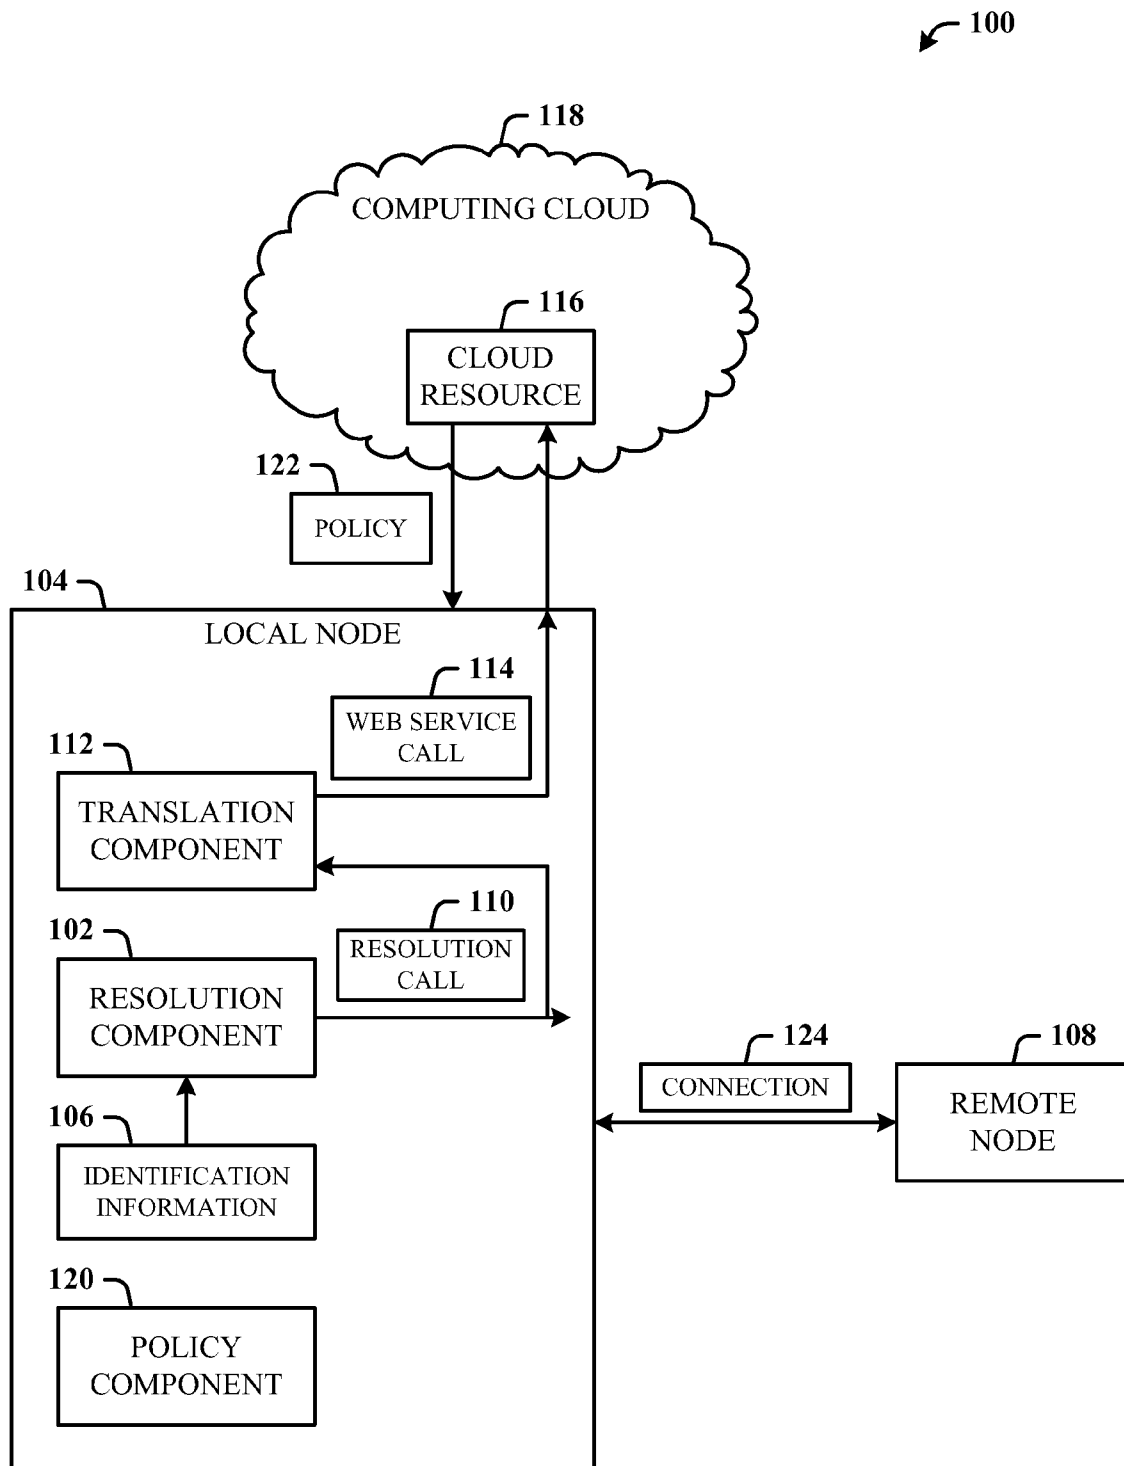 100
118
COMPUTING CLOUD
116
CLOUD
RESOURCE
122
POLICY
104
LOCAL NODE
114
WEB SERVICE
CALL
112
TRANSLATION
COMPONENT
110
RESOLUTION
CALL
102
RESOLUTION
COMPONENT
124
CONNECTION
108
REMOTE
NODE
106
IDENTIFICATION
INFORMATION
120
POLICY
COMPONENT